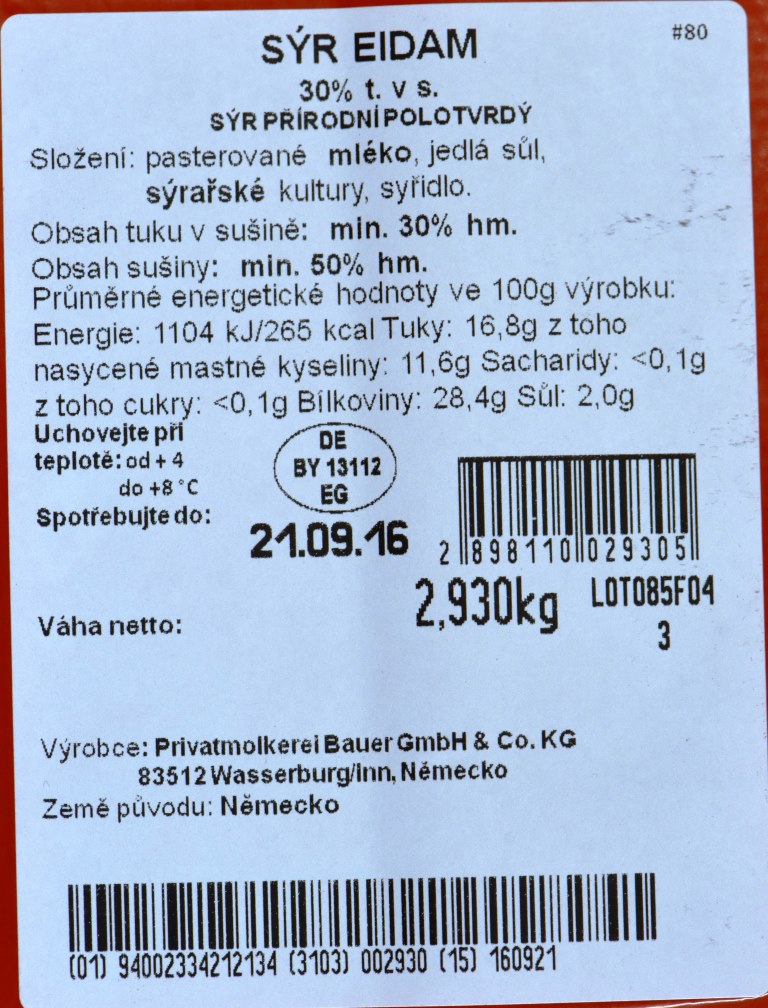 #80
SÝR EIDAM
30% t. v s.
SÝR PŘÍRODNÍ POLOTVRDÝ
Složení: pasterované mléko, jedlá sůl,
sýrařské kultury, syřidlo.
Obsah tuku v sušině: min. 30% hm.
Obsah sušiny: min. 50% hm.
Průměrné energetické hodnoty ve 100g výrobku:
Energie: 1104 kJ/265 kcal Tuky: 16,8g z toho
nasycené mastné kyseliny: 11,6g Sacharidy: <0,1g
z toho cukry: <0,1g Bílkoviny: 28,4g Sůl: 2,0g
Uchovejte při
teplotě: od + 4
do +8 °C
DE
BY 13112
EG
Spotřebujte do:
21.09.16
2 898110 029305
2,930kg
LOT085F04
3
Váha netto:
Výrobce: Privatmolkerei Bauer GmbH & Co. KG
83512 Wasserburg/Inn, Německo
Země původu: Německo
(01) 94002334212134 (3103) 002930 (15) 160921